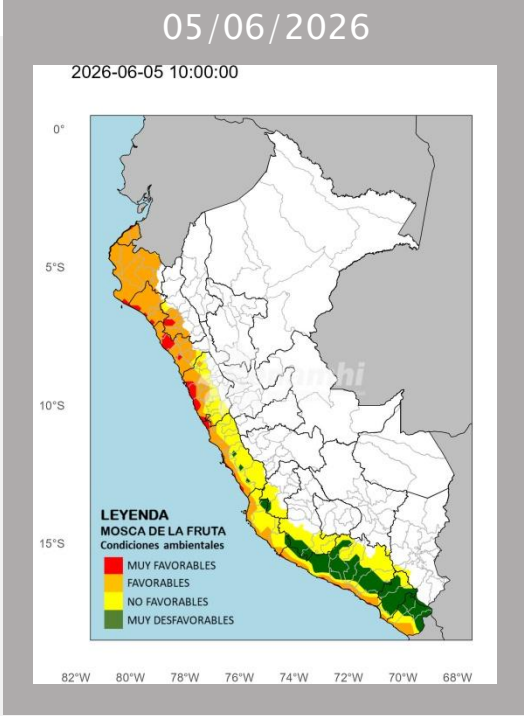 05/06/2026
2026-06-05 10:00:00
0°
5°S
10°S
15°S
LEYENDA
MOSCA DE LA FRUTA
Condiciones ambientales
MUY FAVORABLES
FAVORABLES
NO FAVORABLES
MUY DESFAVORABLES
82°W 80°W 78°W 76°W 74°W 72°W 70°W 68°W